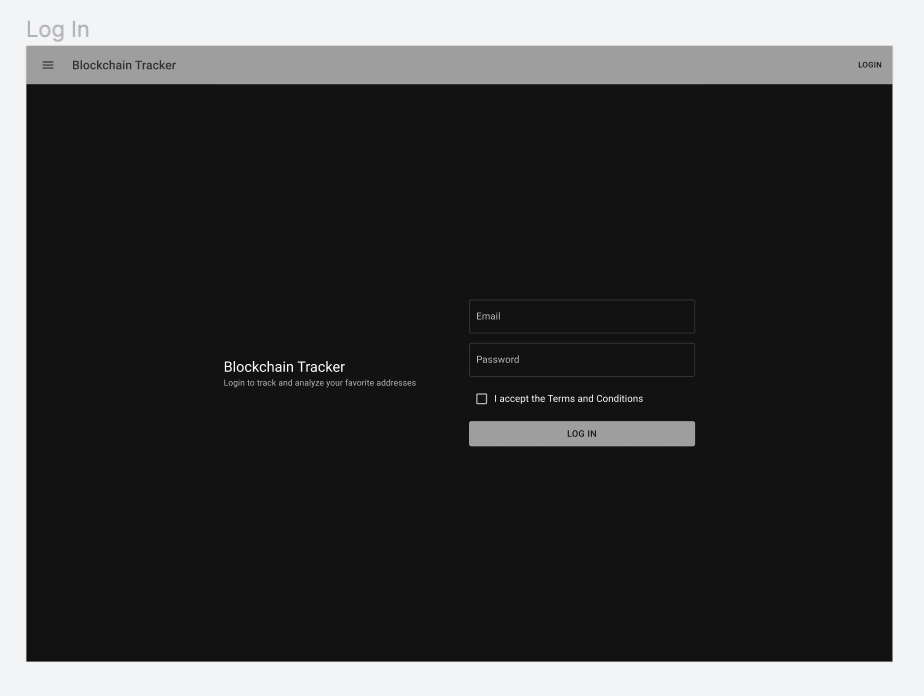 Log In
Blockchain Tracker
LOGIN
Email
Password
Blockchain Tracker
Login to track and analyze your favorite addresses
I accept the Terms and Conditions
LOG IN